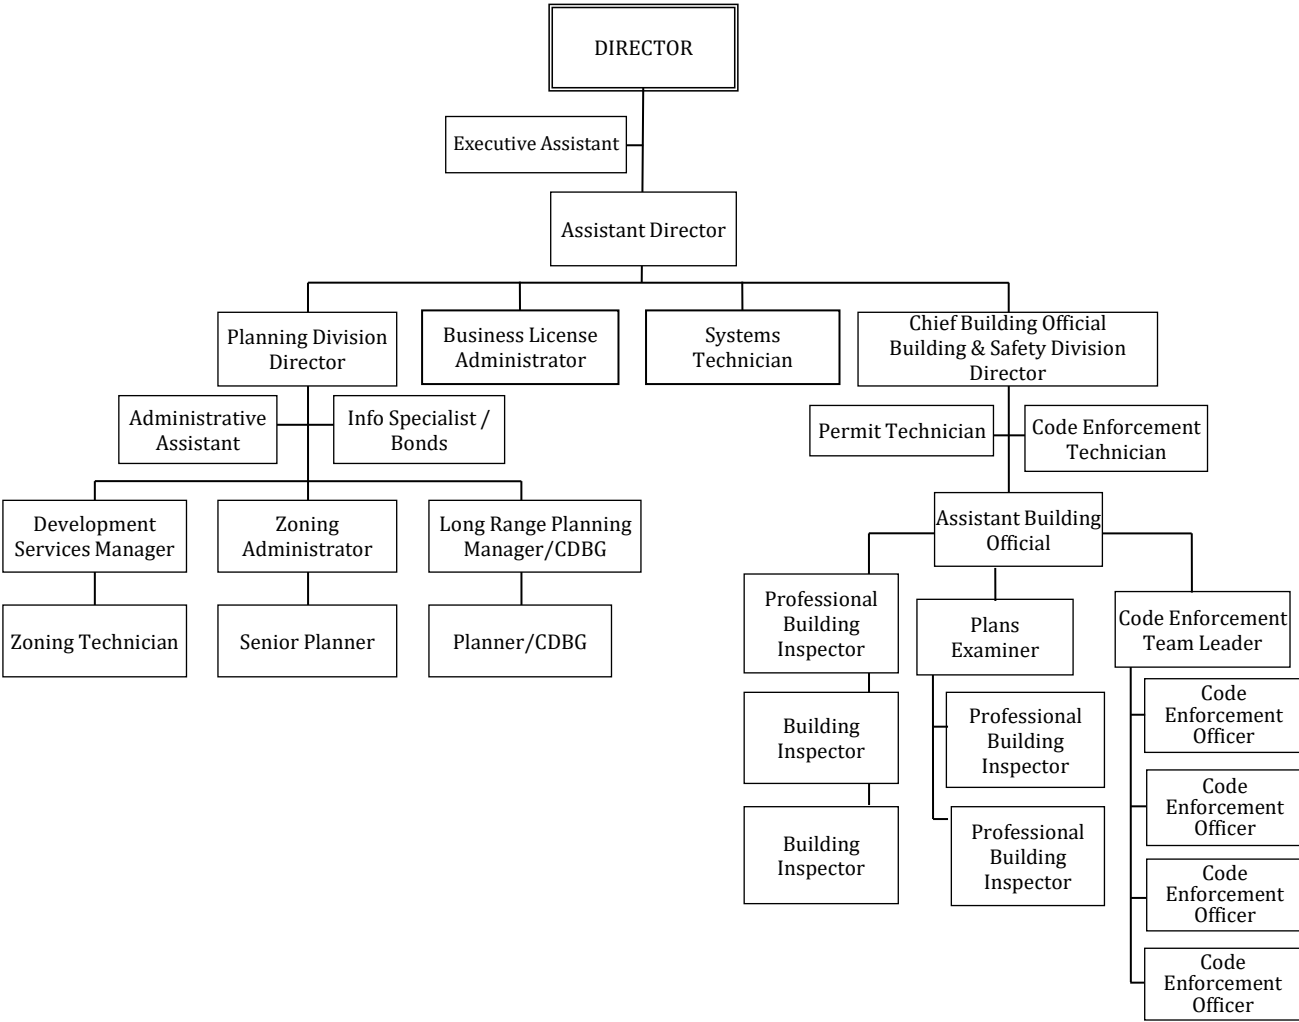 DIRECTOR
Executive Assistant
Assistant Director
Planning Division
Director
Business License
Administrator
Systems
Technician
Chief Building Official
Building & Safety Division
Director
Administrative
Assistant
Info Specialist /
Bonds
Permit Technician
Code Enforcement
Technician
Development
Services Manager
Zoning
Administrator
Long Range Planning
Manager/CDBG
Assistant Building
Official
Zoning Technician
Senior Planner
Planner/CDBG
Professional
Building
Inspector
Plans
Examiner
Code Enforcement
Team Leader
Building
Inspector
Professional
Building
Inspector
Code
Enforcement
Officer
Code
Enforcement
Officer
Building
Inspector
Professional
Building
Inspector
Code
Enforcement
Officer
Code
Enforcement
Officer